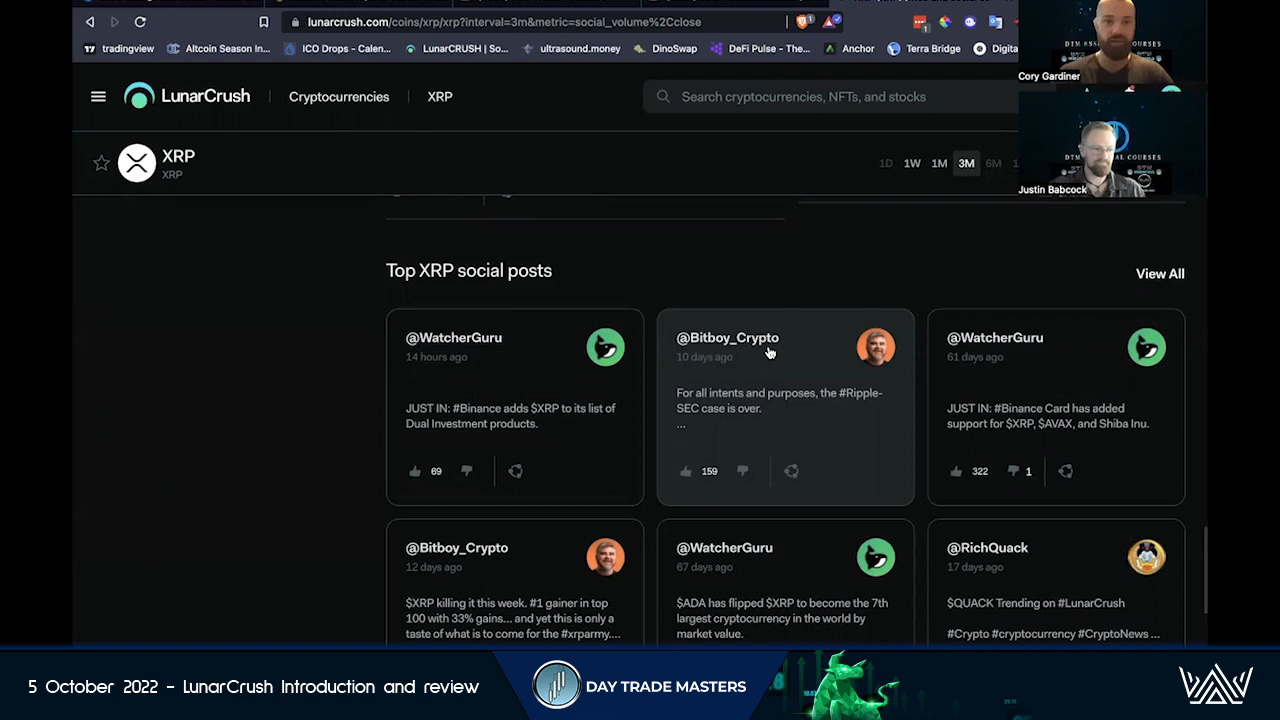 lunarcrush.com/coins/xrp/xrp?interval=3m&metric=social_volume%2Cclose
1
tradingview
Altcoin Season In...
ICO Drops - Calen...
LunarCRUSH | So...
ultrasound.money
DinoSwap
DeFi Pulse - The...
Anchor
Terra Bridge
Digita
Cory Gardiner
LunarCrush
Cryptocurrencies
XRP
Search cryptocurrencies, NFTs, and stocks
XRP
XRP
1D
1W
1M
3M
6M
Justin Babcock
Top XRP social posts
View All
@WatcherGuru
14 hours ago
JUST IN: #Binance adds $XRP to its list of
Dual Investment products.
69
@Bitboy_Crypto
10 days ago
For all intents and purposes, the #Ripple-
SEC case is over.
...
159
@WatcherGuru
61 days ago
JUST IN: #Binance Card has added
support for $XRP, $AVAX, and Shiba Inu.
322
1
@Bitboy_Crypto
12 days ago
$XRP killing it this week. #1 gainer in top
100 with 33% gains... and yet this is only a
taste of what is to come for the #xrparmy....
@WatcherGuru
67 days ago
$ADA has flipped $XRP to become the 7th
largest cryptocurrency in the world by
market value.
@RichQuack
17 days ago
$QUACK Trending on #LunarCrush
#Crypto #cryptocurrency #CryptoNews ...
5 October 2022 - LunarCrush Introduction and review
DAY TRADE MASTERS